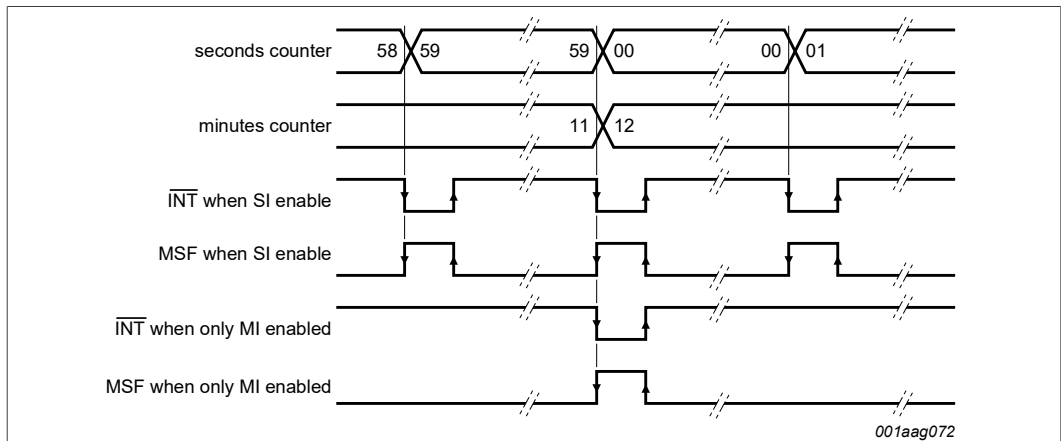 seconds counter
58 59 59 00 00 01
minutes counter
11 12
INT when SI enable
MSF when SI enable
INT when only MI enabled
MSF when only MI enabled
001aag072